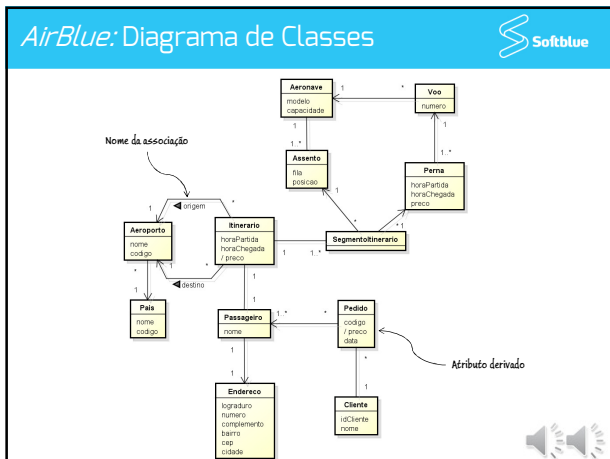 AirBlue: Diagrama de Classes
Softblue
Aeronave
modelo
capacidade
1
*
Voo
numero
1
1
1..*
1..*
Nome da associação
Assento
fila
posicao
1
Perna
horaPartida
horaChegada
preco
*
1
origem
*
Aeroporto
nome
codigo
Itinerario
horaPartida
horaChegada
/ preco
*
* 1
SegmentoItinerario
1
1..*
1
*
destino
*
1
1
Pais
nome
codigo
1
Passageiro
nome
1..*
*
Pedido
codigo
/ preco
data
1
*
Atributo derivado
1
Endereco
lograduro
numero
complemento
bairro
cep
cidade
1
Cliente
idCliente
nome